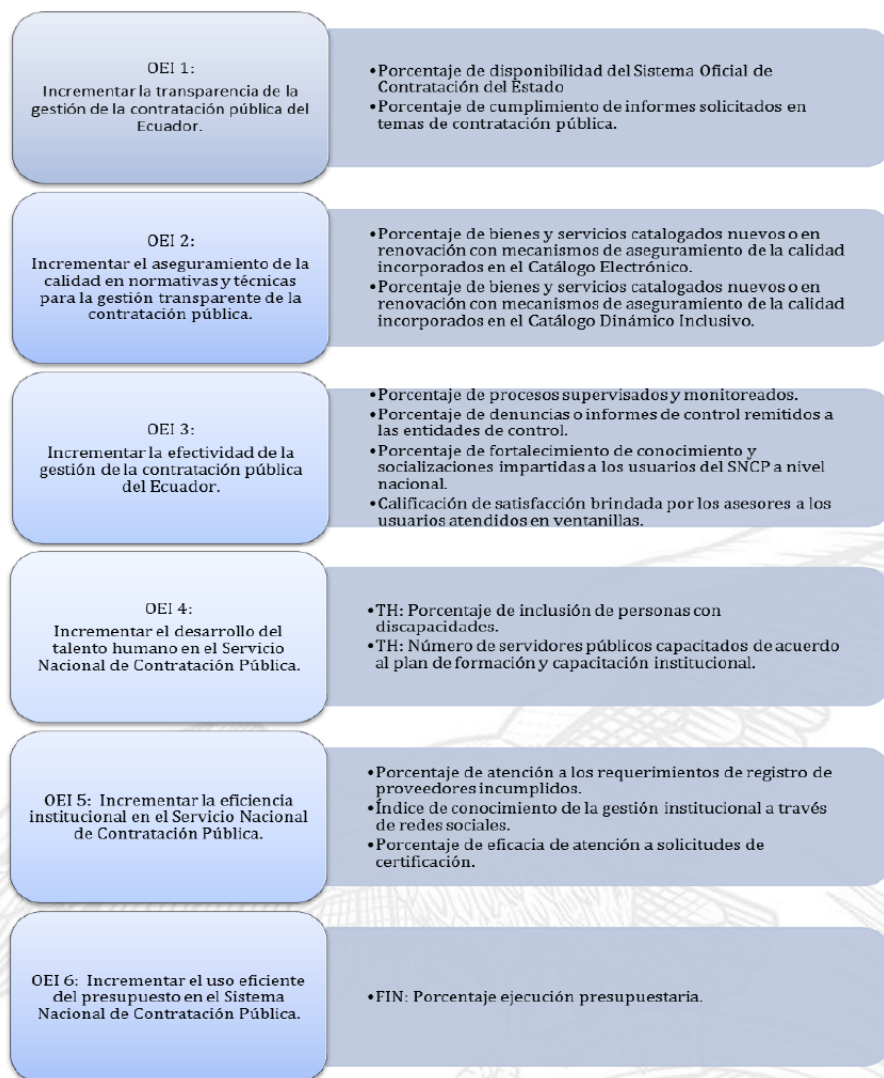 OEI 1:
Incrementar la transparencia de la
gestión de la contratación pública del
Ecuador.
•Porcentaje de disponibilidad del Sistema Oficial de
Contratación del Estado
•Porcentaje de cumplimiento de informes solicitados en
temas de contratación pública.
OEI 2:
Incrementar el aseguramiento de la
calidad en normativas y técnicas
para la gestión transparente de la
contratación pública.
•Porcentaje de bienes y servicios catalogados nuevos o en
renovación con mecanismos de aseguramiento de la calidad
incorporados en el Catálogo Electrónico.
•Porcentaje de bienes y servicios catalogados nuevos o en
renovación con mecanismos de aseguramiento de la calidad
incorporados en el Catálogo Dinámico Inclusivo.
OEI 3:
Incrementar la efectividad de la
gestión de la contratación pública
del Ecuador.
•Porcentaje de procesos supervisados y monitoreados.
•Porcentaje de denuncias o informes de control remitidos a
las entidades de control.
•Porcentaje de fortalecimiento de conocimiento y
socializaciones impartidas a los usuarios del SNCP a nivel
nacional.
•Calificación de satisfacción brindada por los asesores a los
usuarios atendidos en ventanillas.
OEI 4:
Incrementar el desarrollo del
talento humano en el Servicio
Nacional de Contratación Pública.
•TH: Porcentaje de inclusión de personas con
discapacidades.
•TH: Número de servidores públicos capacitados de acuerdo
al plan de formación y capacitación institucional.
OEI 5: Incrementar la eficiencia
institucional en el Servicio Nacional
de Contratación Pública.
•Porcentaje de atención a los requerimientos de registro de
proveedores incumplidos.
•Índice de conocimiento de la gestión institucional a través
de redes sociales.
•Porcentaje de eficacia de atención a solicitudes de
certificación.
OEI 6: Incrementar el uso eficiente
del presupuesto en el Sistema
Nacional de Contratación Pública.
•FIN: Porcentaje ejecución presupuestaria.